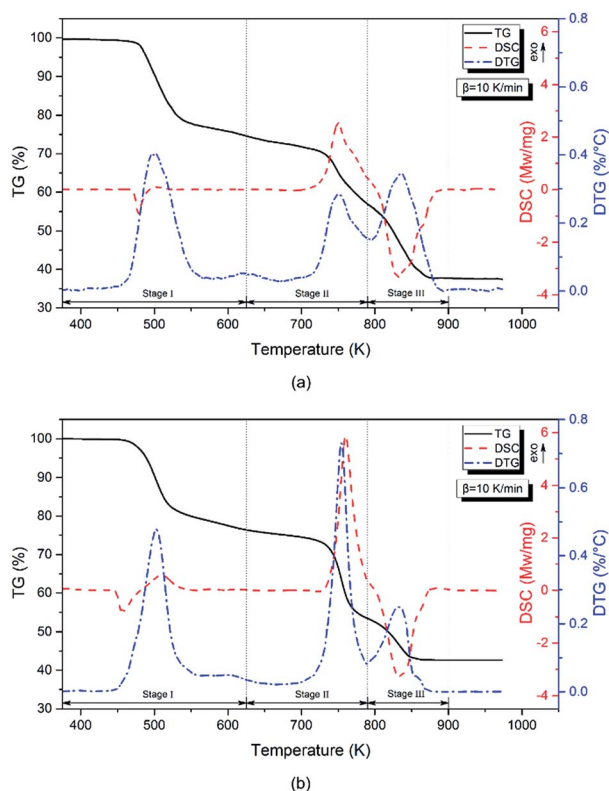 TG
DSC
DTG
exo
β=10 K/min
100
90
80
70
60
50
40
30
TG (%)
6
4
2
0
-2
-4
DSC (Mw/mg)
0.8
0.6
0.4
0.2
0.0
DTG (%/°C)
Stage I
Stage II
Stage III
400
500
600
700
800
900
1000
Temperature (K)
(a)
TG
DSC
DTG
exo
β=10 K/min
100
90
80
70
60
50
40
30
TG (%)
6
4
2
0
-2
-4
DSC (Mw/mg)
0.8
0.6
0.4
0.2
0.0
DTG (%/°C)
Stage I
Stage II
Stage III
400
500
600
700
800
900
1000
Temperature (K)
(b)